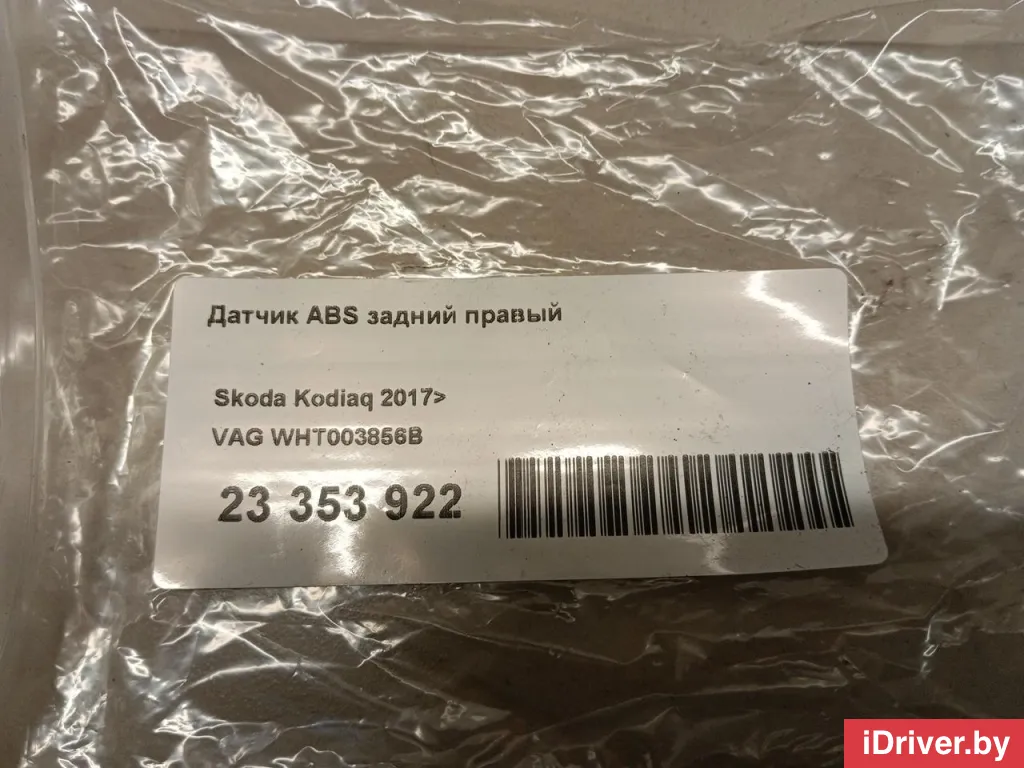 Датчик ABS задний правый
Skoda Kodiaq 2017>
VAG WHT003856B
23 353 922
iDriver.by